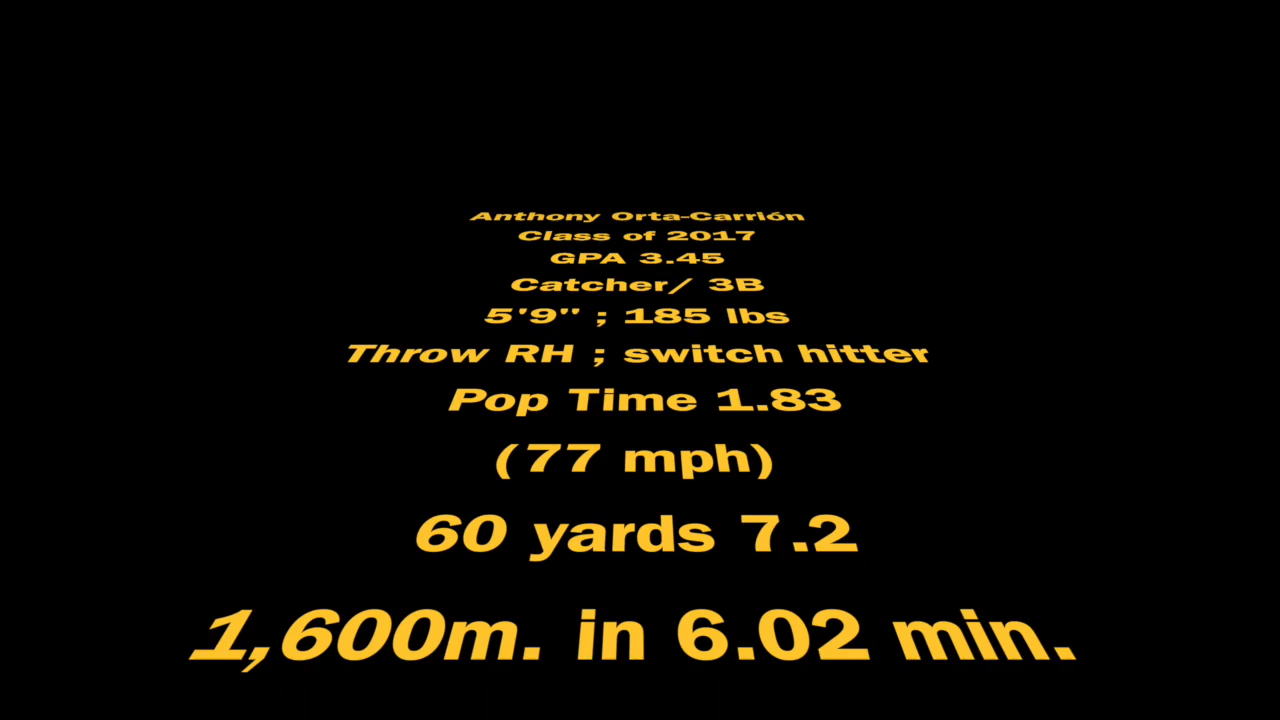 Anthony Orta-Carrión
Class of 2017
GPA 3.45
Catcher/ 3B
5'9" ; 185 lbs
Throw RH ; switch hitter
Pop Time 1.83
(77 mph)
60 yards 7.2
1,600m. in 6.02 min.